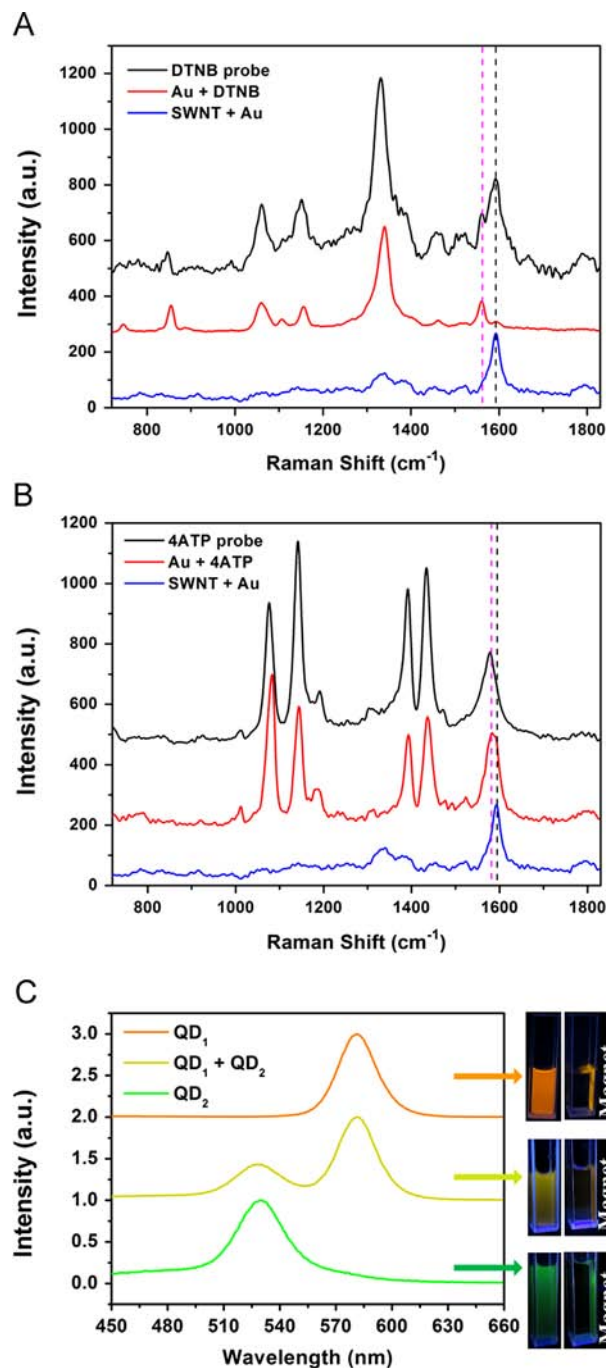 A
1200
1000
800
600
400
200
0
DTNB probe
Au + DTNB
SWNT + Au
Intensity (a.u.)
800 1000 1200 1400 1600 1800
Raman Shift (cm⁻¹)
B
1200
1000
800
600
400
200
0
4ATP probe
Au + 4ATP
SWNT + Au
Intensity (a.u.)
800 1000 1200 1400 1600 1800
Raman Shift (cm⁻¹)
C
3.0
2.5
2.0
1.5
1.0
0.5
0.0
QD₁
QD₁ + QD₂
QD₂
Intensity (a.u.)
450 480 510 540 570 600 630 660
Wavelength (nm)
Magnet
Magnet
Magnet